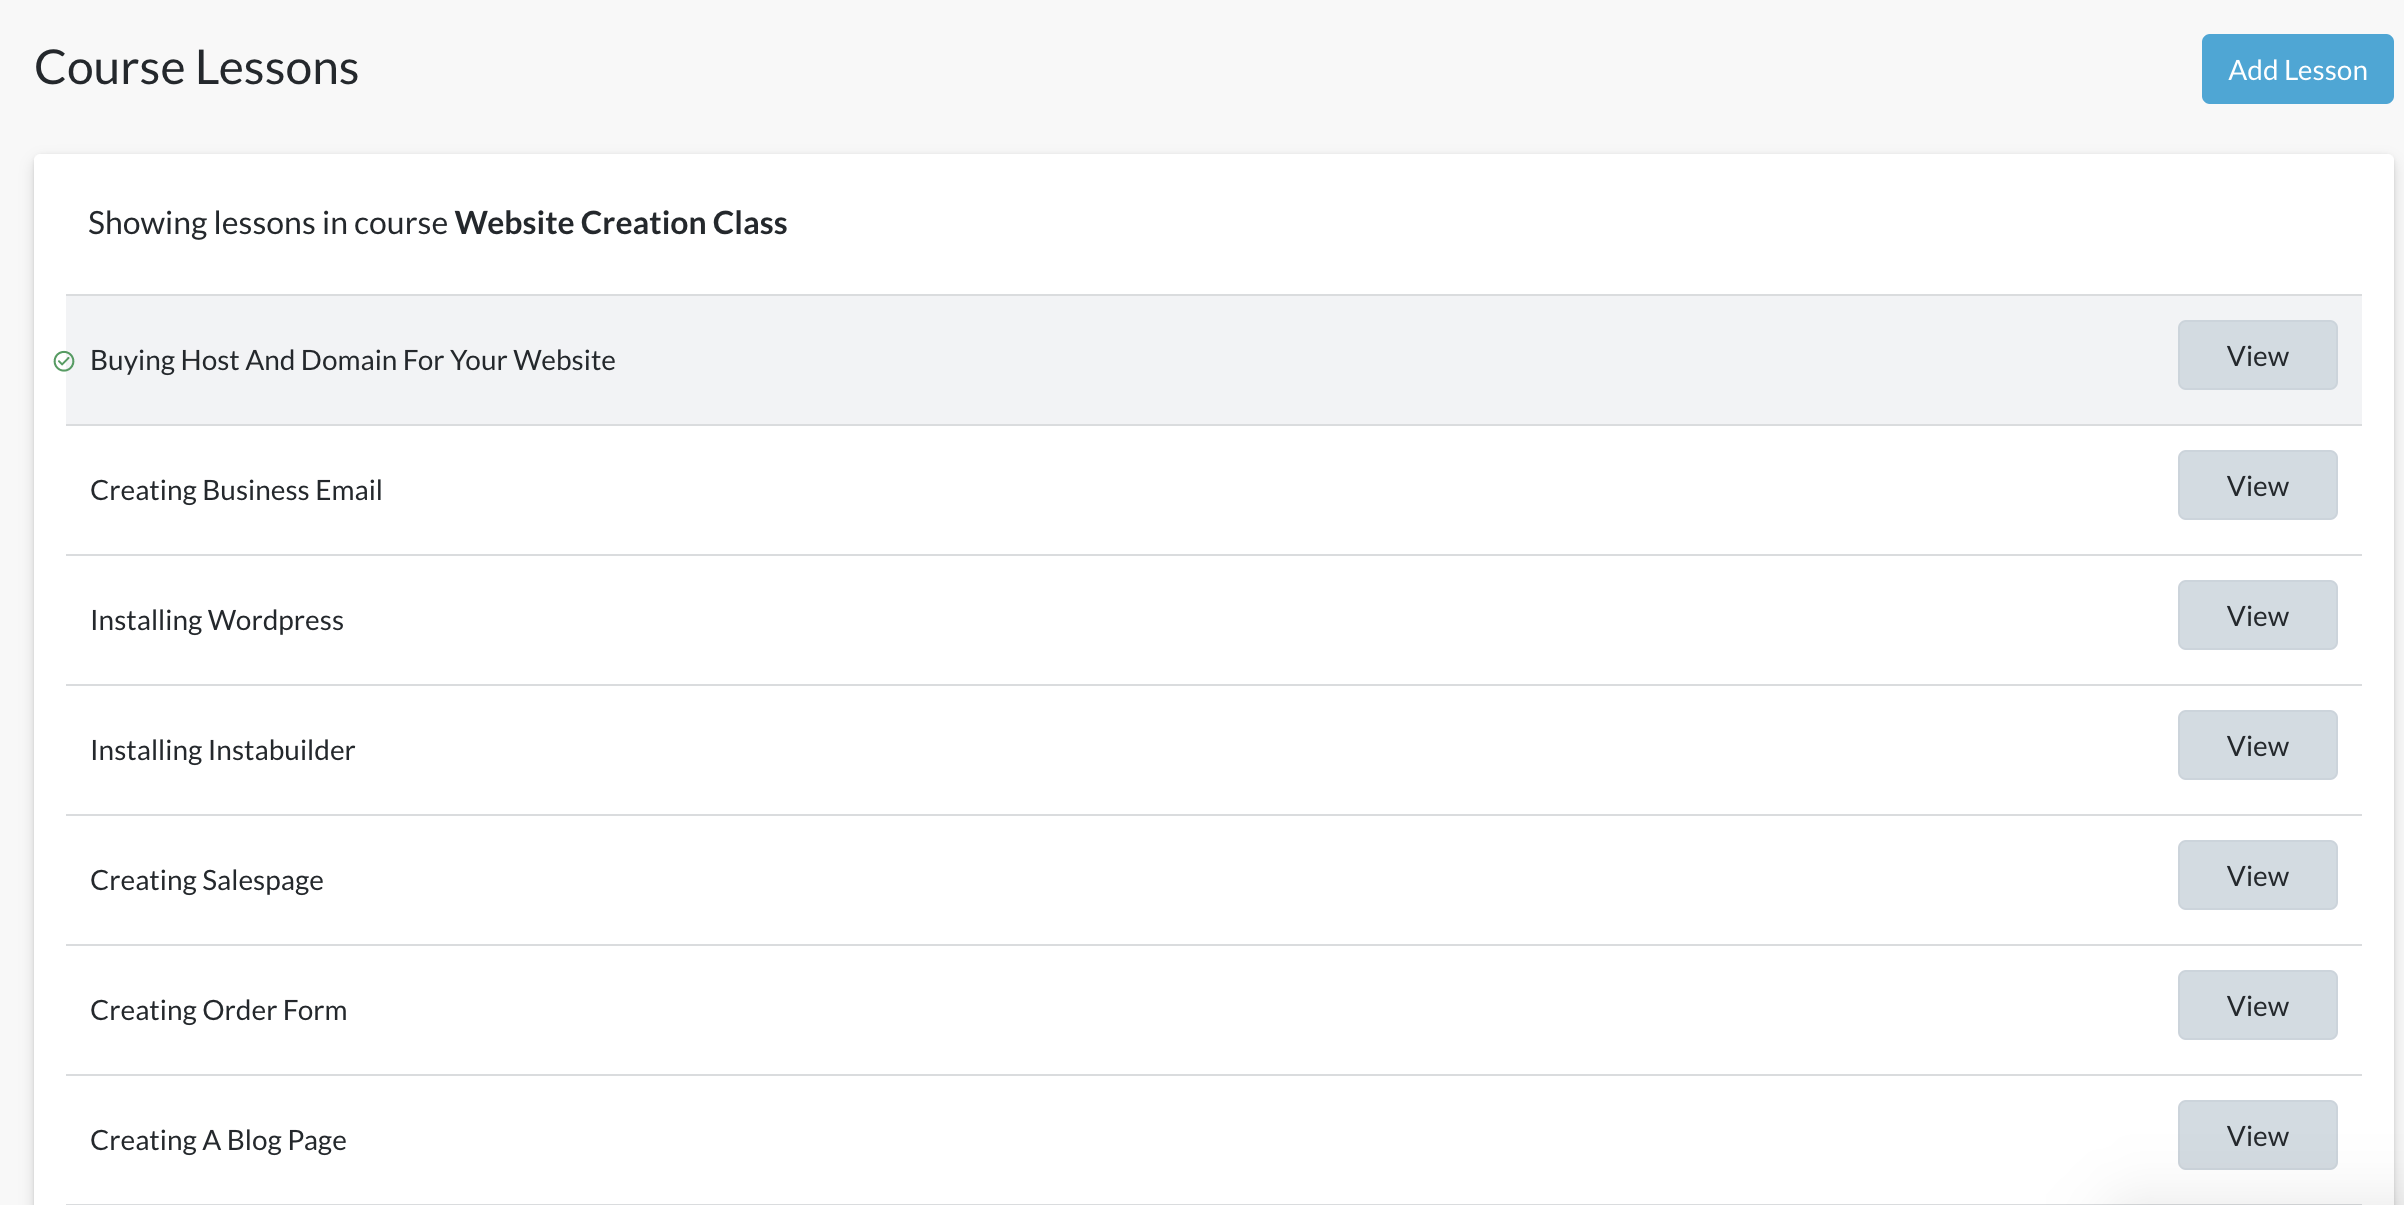 Course Lessons
Add Lesson
Showing lessons in course Website Creation Class
Buying Host And Domain For Your Website
View
Creating Business Email
View
Installing Wordpress
View
Installing Instabuilder
View
Creating Salespage
View
Creating Order Form
View
Creating A Blog Page
View